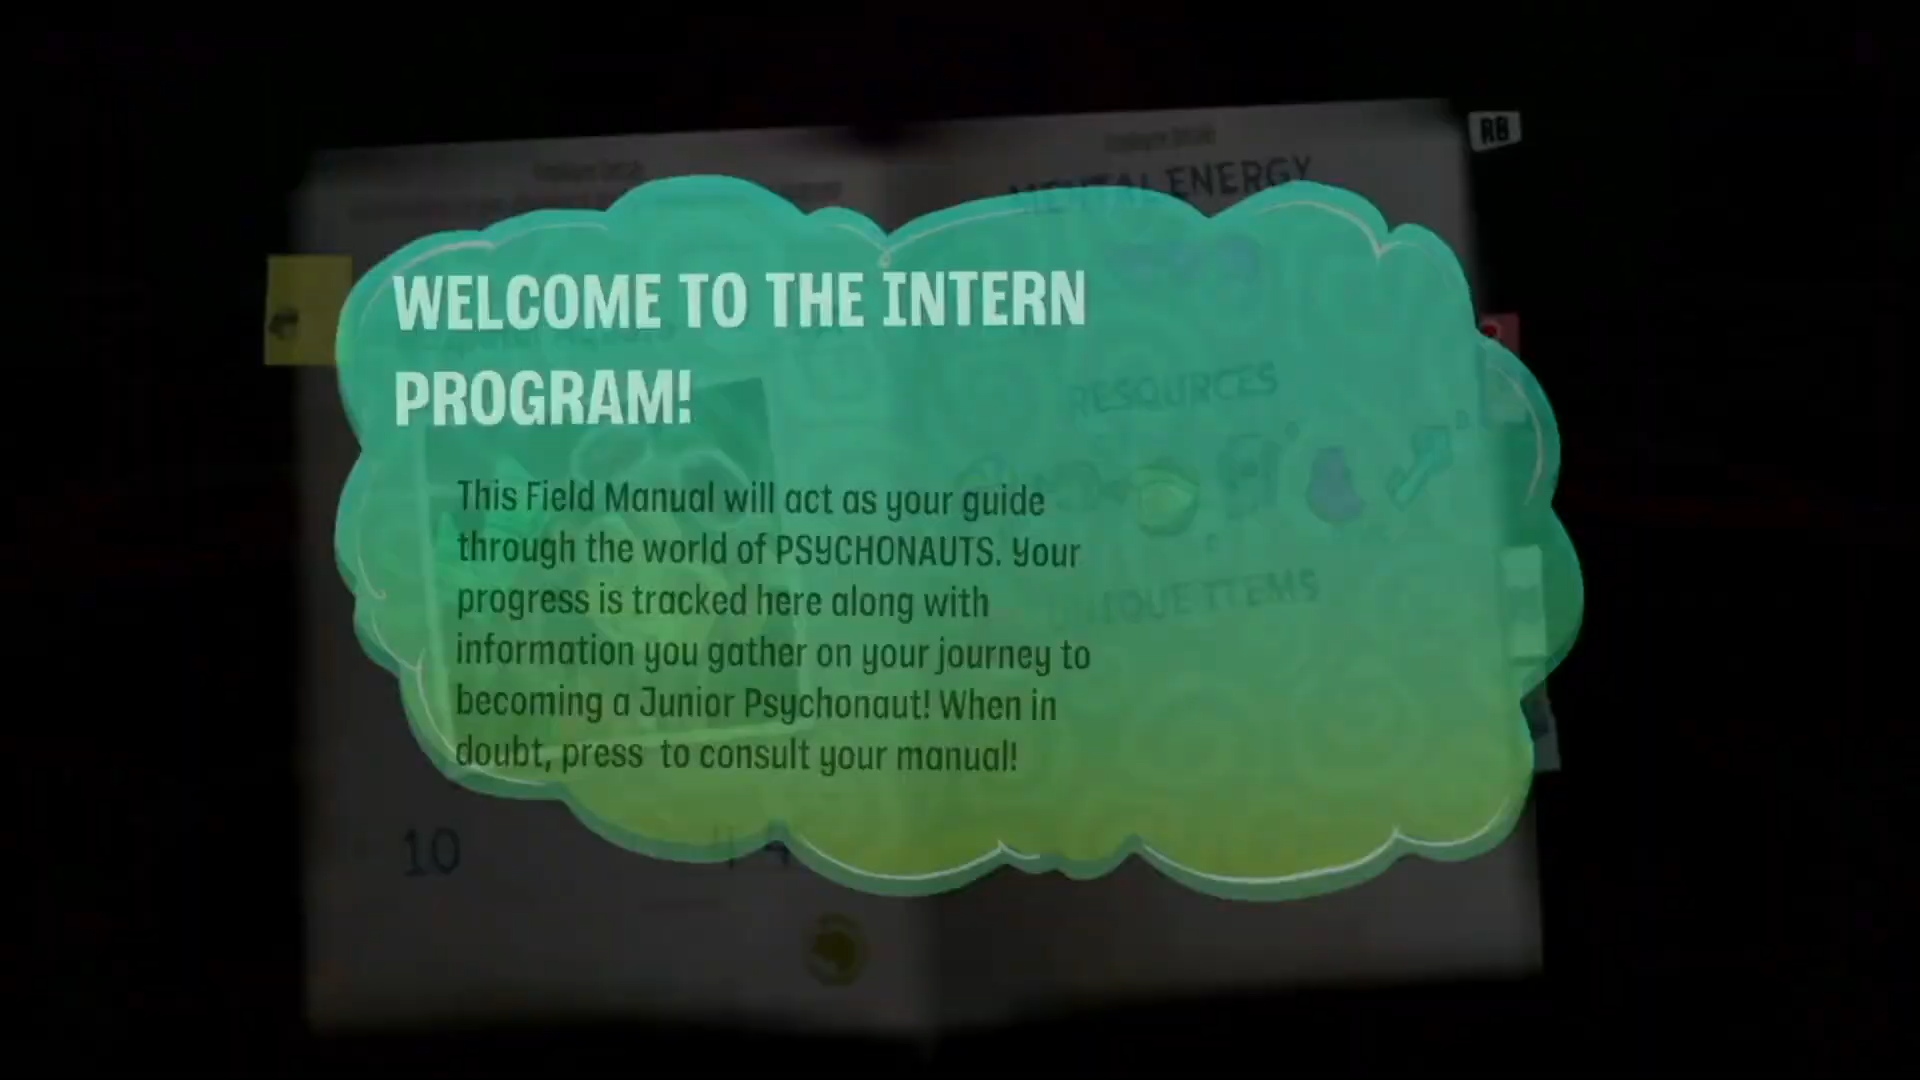 RB
MENTAL ENERGY
WELCOME TO THE INTERN
PROGRAM!
RESOURCES
This Field Manual will act as your guide
through the world of PSYCHONAUTS. Your
progress is tracked here along with
information you gather on your journey to
becoming a Junior Psychonaut! When in
doubt, press to consult your manual!
UNIQUE ITEMS
10